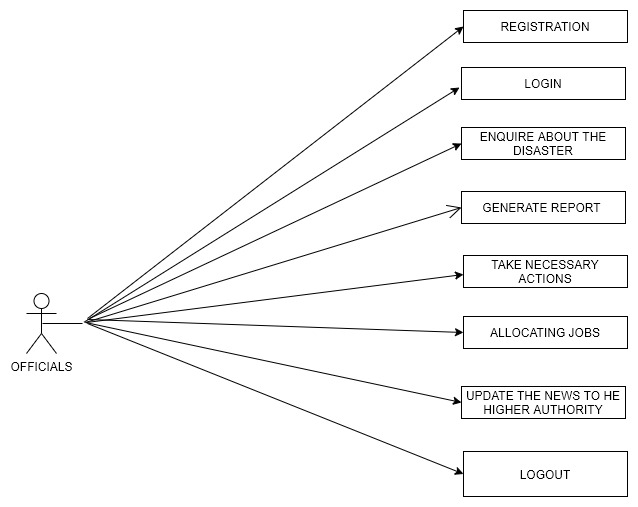 REGISTRATION
LOGIN
ENQUIRE ABOUT THE
DISASTER
GENERATE REPORT
TAKE NECESSARY
ACTIONS
ALLOCATING JOBS
OFFICIALS
UPDATE THE NEWS TO HE
HIGHER AUTHORITY
LOGOUT